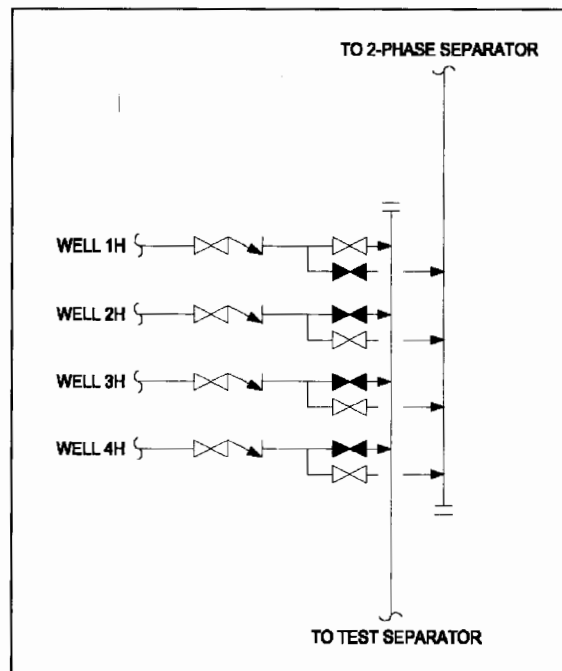 TO 2-PHASE SEPARATOR
WELL 1H
WELL 2H
WELL 3H
WELL 4H
TO TEST SEPARATOR